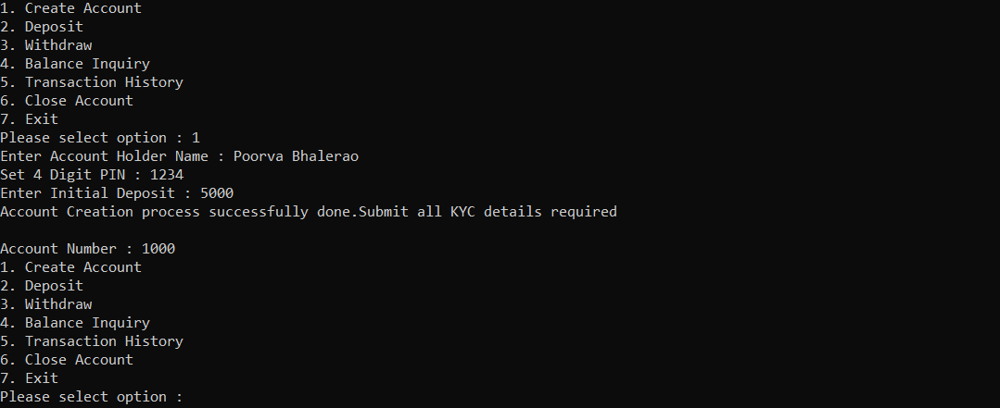 1. Create Account
2. Deposit
3. Withdraw
4. Balance Inquiry
5. Transaction History
6. Close Account
7. Exit
Please select option : 1
Enter Account Holder Name : Poorva Bhalerao
Set 4 Digit PIN : 1234
Enter Initial Deposit : 5000
Account Creation process successfully done.Submit all KYC details required
Account Number : 1000
1. Create Account
2. Deposit
3. Withdraw
4. Balance Inquiry
5. Transaction History
6. Close Account
7. Exit
Please select option :